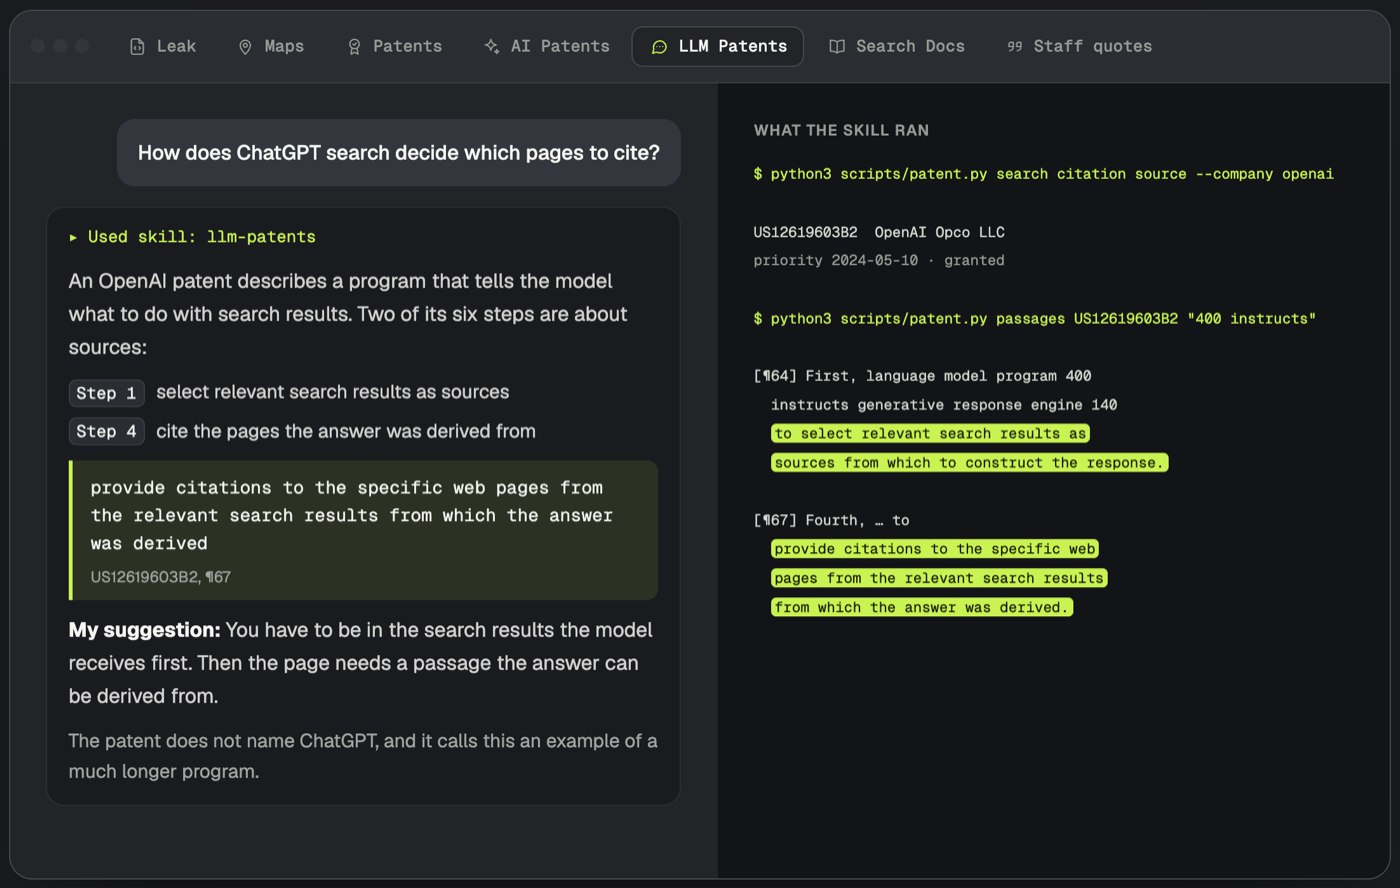 Leak
Maps
Patents
AI Patents
LLM Patents
Search Docs
Staff quotes
How does ChatGPT search decide which pages to cite?
▸ Used skill: llm-patents
An OpenAI patent describes a program that tells the model
what to do with search results. Two of its six steps are about
sources:
Step 1 select relevant search results as sources
Step 4 cite the pages the answer was derived from
provide citations to the specific web pages from
the relevant search results from which the answer
was derived
US12619603B2, ¶67
My suggestion: You have to be in the search results the model
receives first. Then the page needs a passage the answer can
be derived from.
The patent does not name ChatGPT, and it calls this an example of a
much longer program.
WHAT THE SKILL RAN
$ python3 scripts/patent.py search citation source --company openai
US12619603B2 OpenAI Opco LLC
priority 2024-05-10 · granted
$ python3 scripts/patent.py passages US12619603B2 "400 instructs"
[¶64] First, language model program 400
instructs generative response engine 140
to select relevant search results as
sources from which to construct the response.
[¶67] Fourth, … to
provide citations to the specific web
pages from the relevant search results
from which the answer was derived.